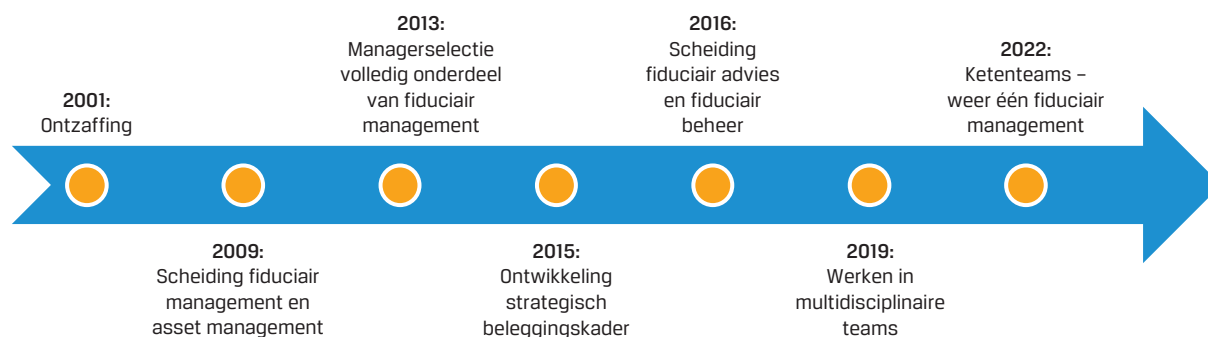 2001:
Ontzaffing
2009:
Scheiding fiduciair
management en
asset management
2013:
Managerselectie
volledig onderdeel
van fiduciair
management
2015:
Ontwikkeling
strategisch
beleggingskader
2016:
Scheiding
fiduciair advies
en fiduciair
beheer
2019:
Werken in
multidisciplinaire
teams
2022:
Ketenteams –
weer één fiduciair
management